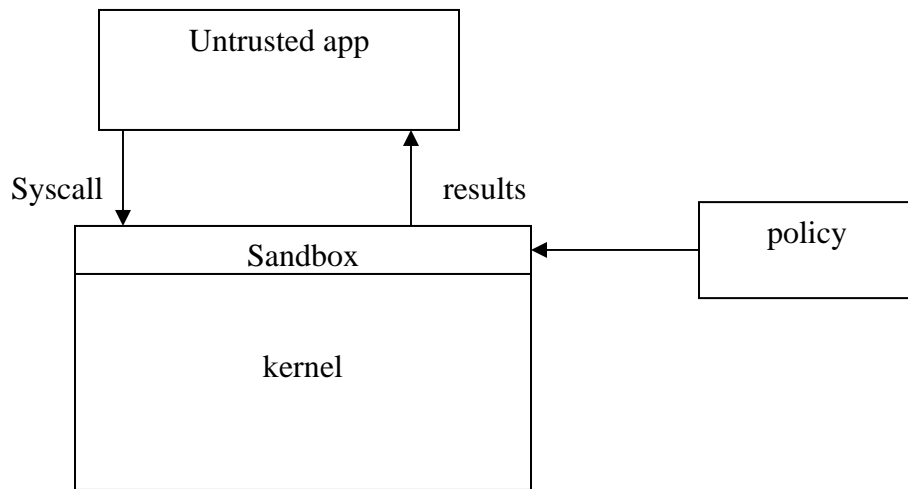 Untrusted app
Syscall
results
policy
Sandbox
kernel